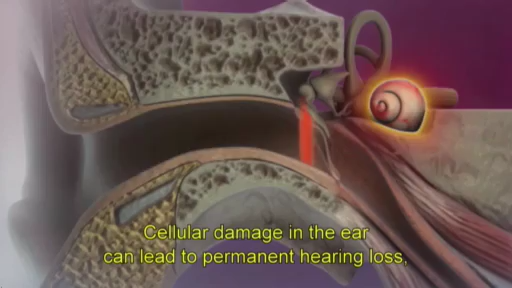 Cellular damage in the ear
can lead to permanent hearing loss,